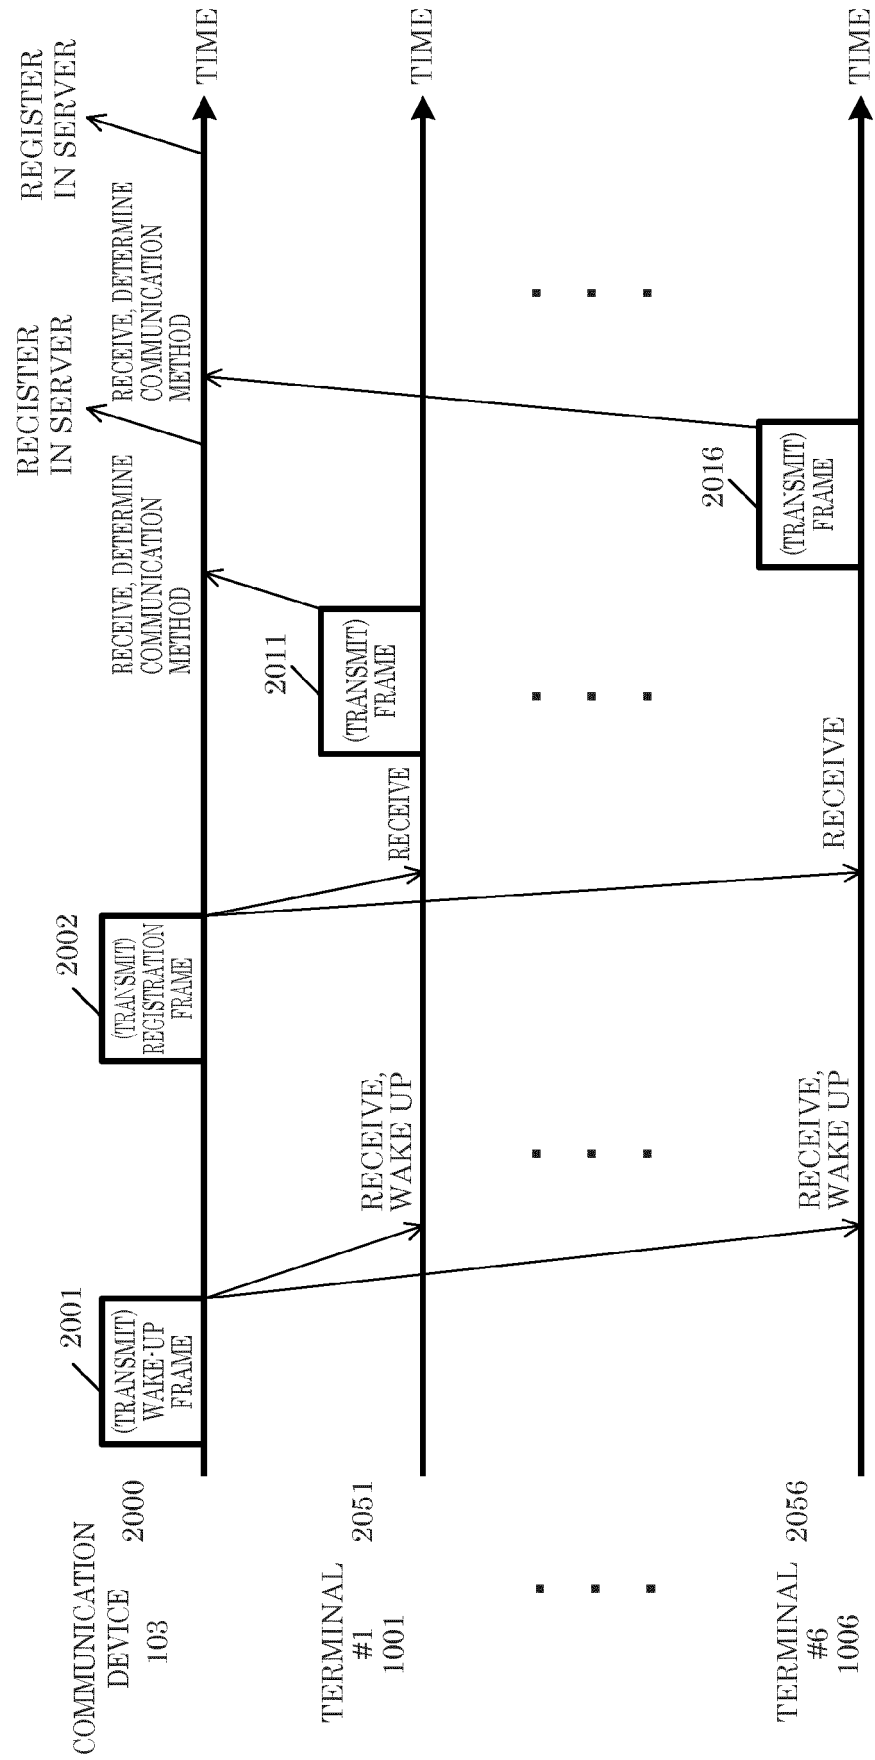 COMMUNICATION
DEVICE
103
2000
(TRANSMIT)
WAKE-UP
FRAME
2001
(TRANSMIT)
REGISTRATION
FRAME
2002
RECEIVE, DETERMINE
COMMUNICATION
METHOD
RECISTER
IN SERVER
RECEIVE, DETERMINE
COMMUNICATION
METHOD
REGISTER
IN SERVER
TIME
TERMINAL
#1
1001
2051
RECEIVE,
WAKE UP
RECEIVE
(TRANSMIT)
FRAME
2011
TIME
TERMINAL
#6
1006
2056
RECEIVE,
WAKE UP
RECEIVE
(TRANSMIT)
FRAME
2016
TIME